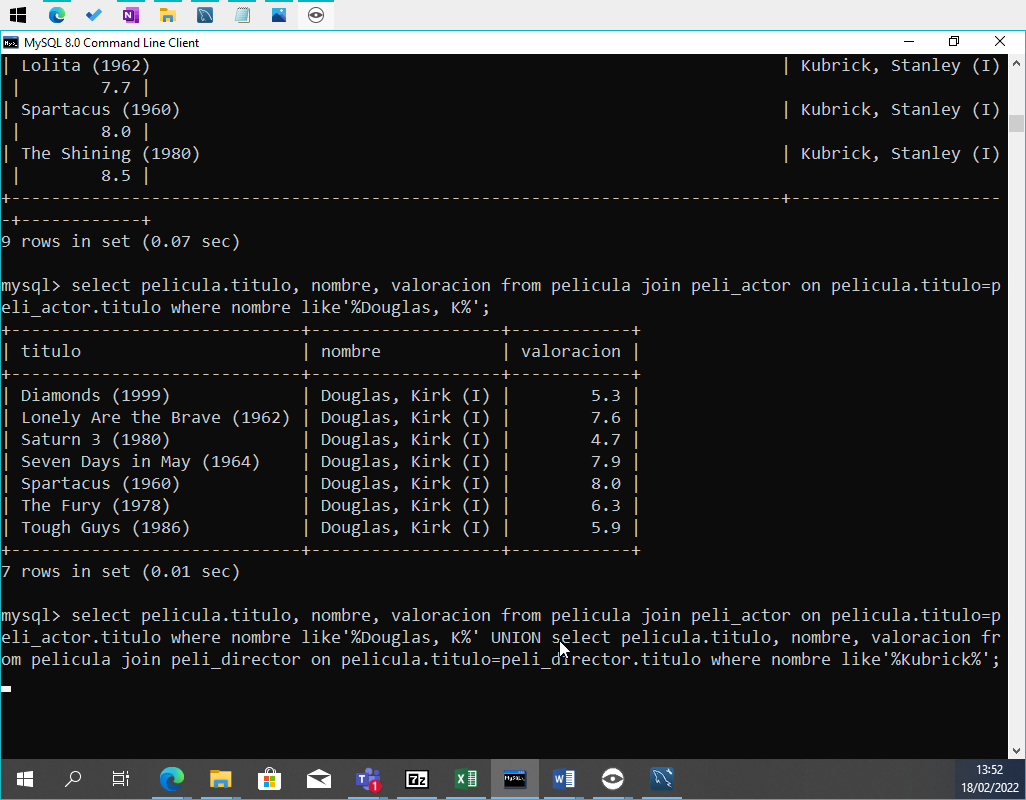 MySQL 8.0 Command Line Client
| Lolita (1962) | Kubrick, Stanley (I)
| 7.7 |
| Spartacus (1960) | Kubrick, Stanley (I)
| 8.0 |
| The Shining (1980) | Kubrick, Stanley (I)
| 8.5 |
+-----------------------------------------------------------------------------+---------------------
-+------------+
9 rows in set (0.07 sec)
mysql> select pelicula.titulo, nombre, valoracion from pelicula join peli_actor on pelicula.titulo=p
eli_actor.titulo where nombre like'%Douglas, K%';
+-----------------------------+-------------------+------------+
| titulo | nombre | valoracion |
+-----------------------------+-------------------+------------+
| Diamonds (1999) | Douglas, Kirk (I) | 5.3 |
| Lonely Are the Brave (1962) | Douglas, Kirk (I) | 7.6 |
| Saturn 3 (1980) | Douglas, Kirk (I) | 4.7 |
| Seven Days in May (1964) | Douglas, Kirk (I) | 7.9 |
| Spartacus (1960) | Douglas, Kirk (I) | 8.0 |
| The Fury (1978) | Douglas, Kirk (I) | 6.3 |
| Tough Guys (1986) | Douglas, Kirk (I) | 5.9 |
+-----------------------------+-------------------+------------+
7 rows in set (0.01 sec)
mysql> select pelicula.titulo, nombre, valoracion from pelicula join peli_actor on pelicula.titulo=p
eli_actor.titulo where nombre like'%Douglas, K%' UNION select pelicula.titulo, nombre, valoracion fr
om pelicula join peli_director on pelicula.titulo=peli_director.titulo where nombre like'%Kubrick%';
1
7z
13:52
18/02/2022